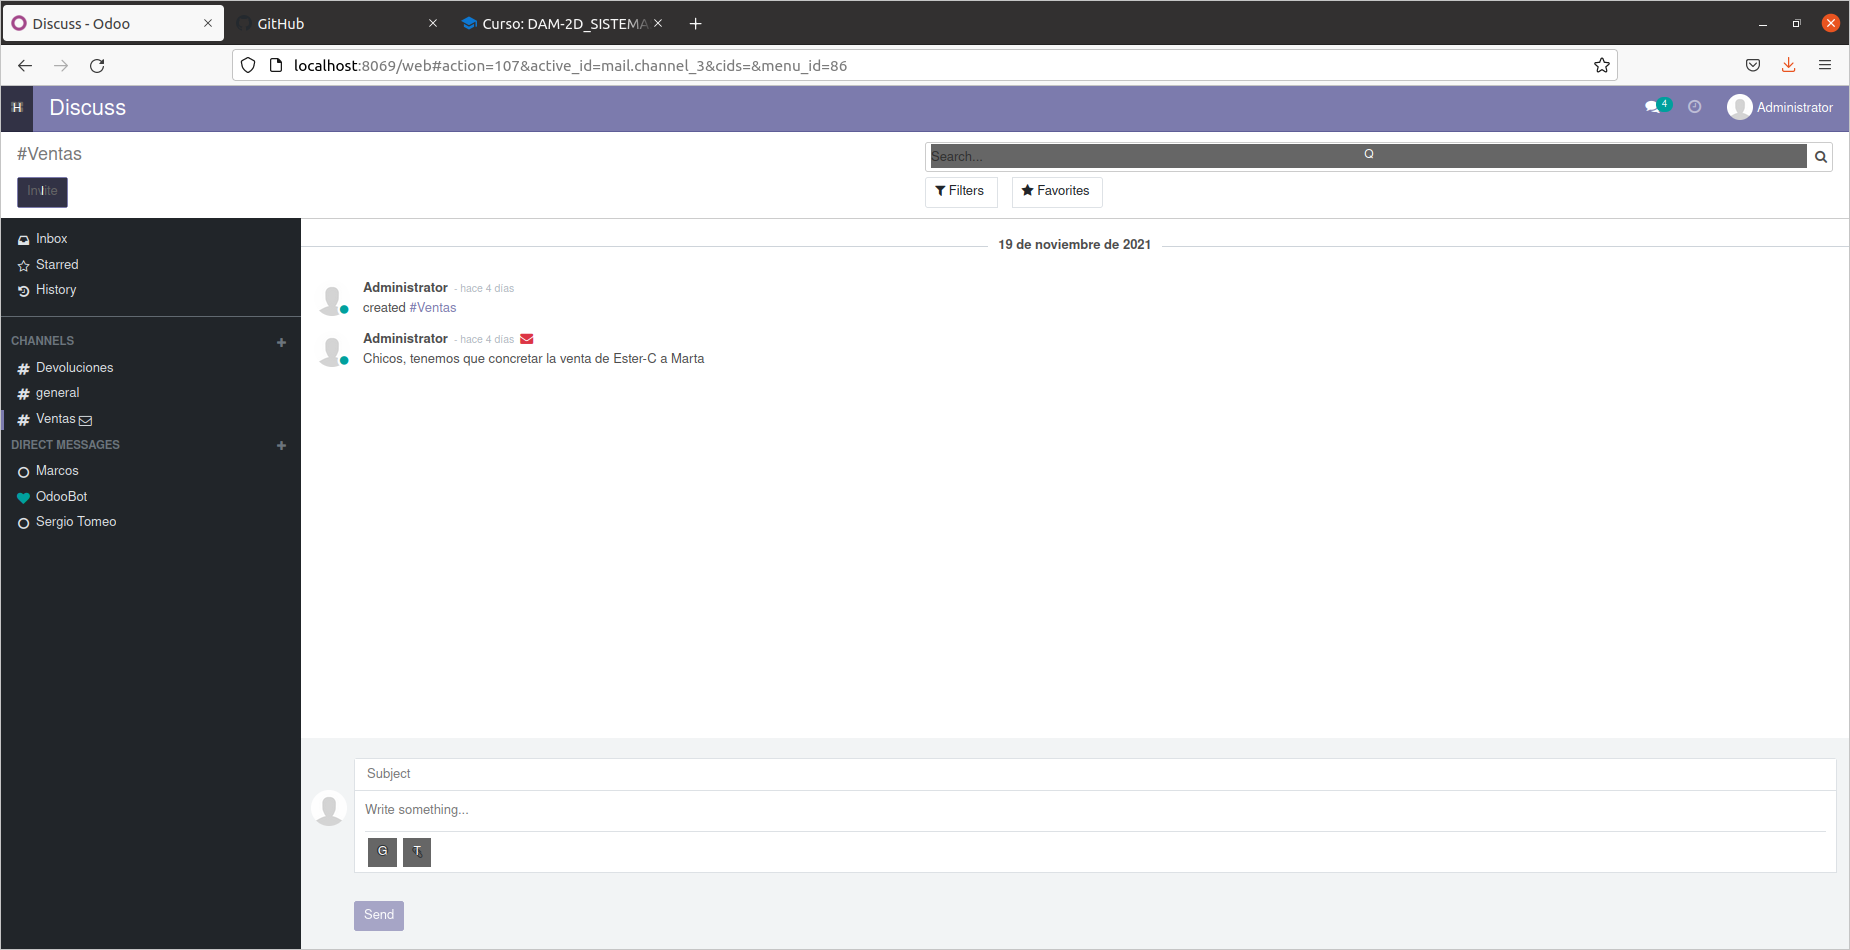 Discuss - Odoo
GitHub
Curso: DAM-2D_SISTEMA
localhost:8069/web#action=107&active_id=mail.channel_3&cids=&menu_id=86
H
Discuss
4
Administrator
#Ventas
Search...
Q
Invite
I
Filters
Favorites
Inbox
Starred
History
CHANNELS
Devoluciones
general
Ventas
DIRECT MESSAGES
Marcos
OdooBot
Sergio Tomeo
19 de noviembre de 2021
Administrator - hace 4 días
created #Ventas
Administrator - hace 4 días
Chicos, tenemos que concretar la venta de Ester-C a Marta
Subject
Write something...
G T
Send